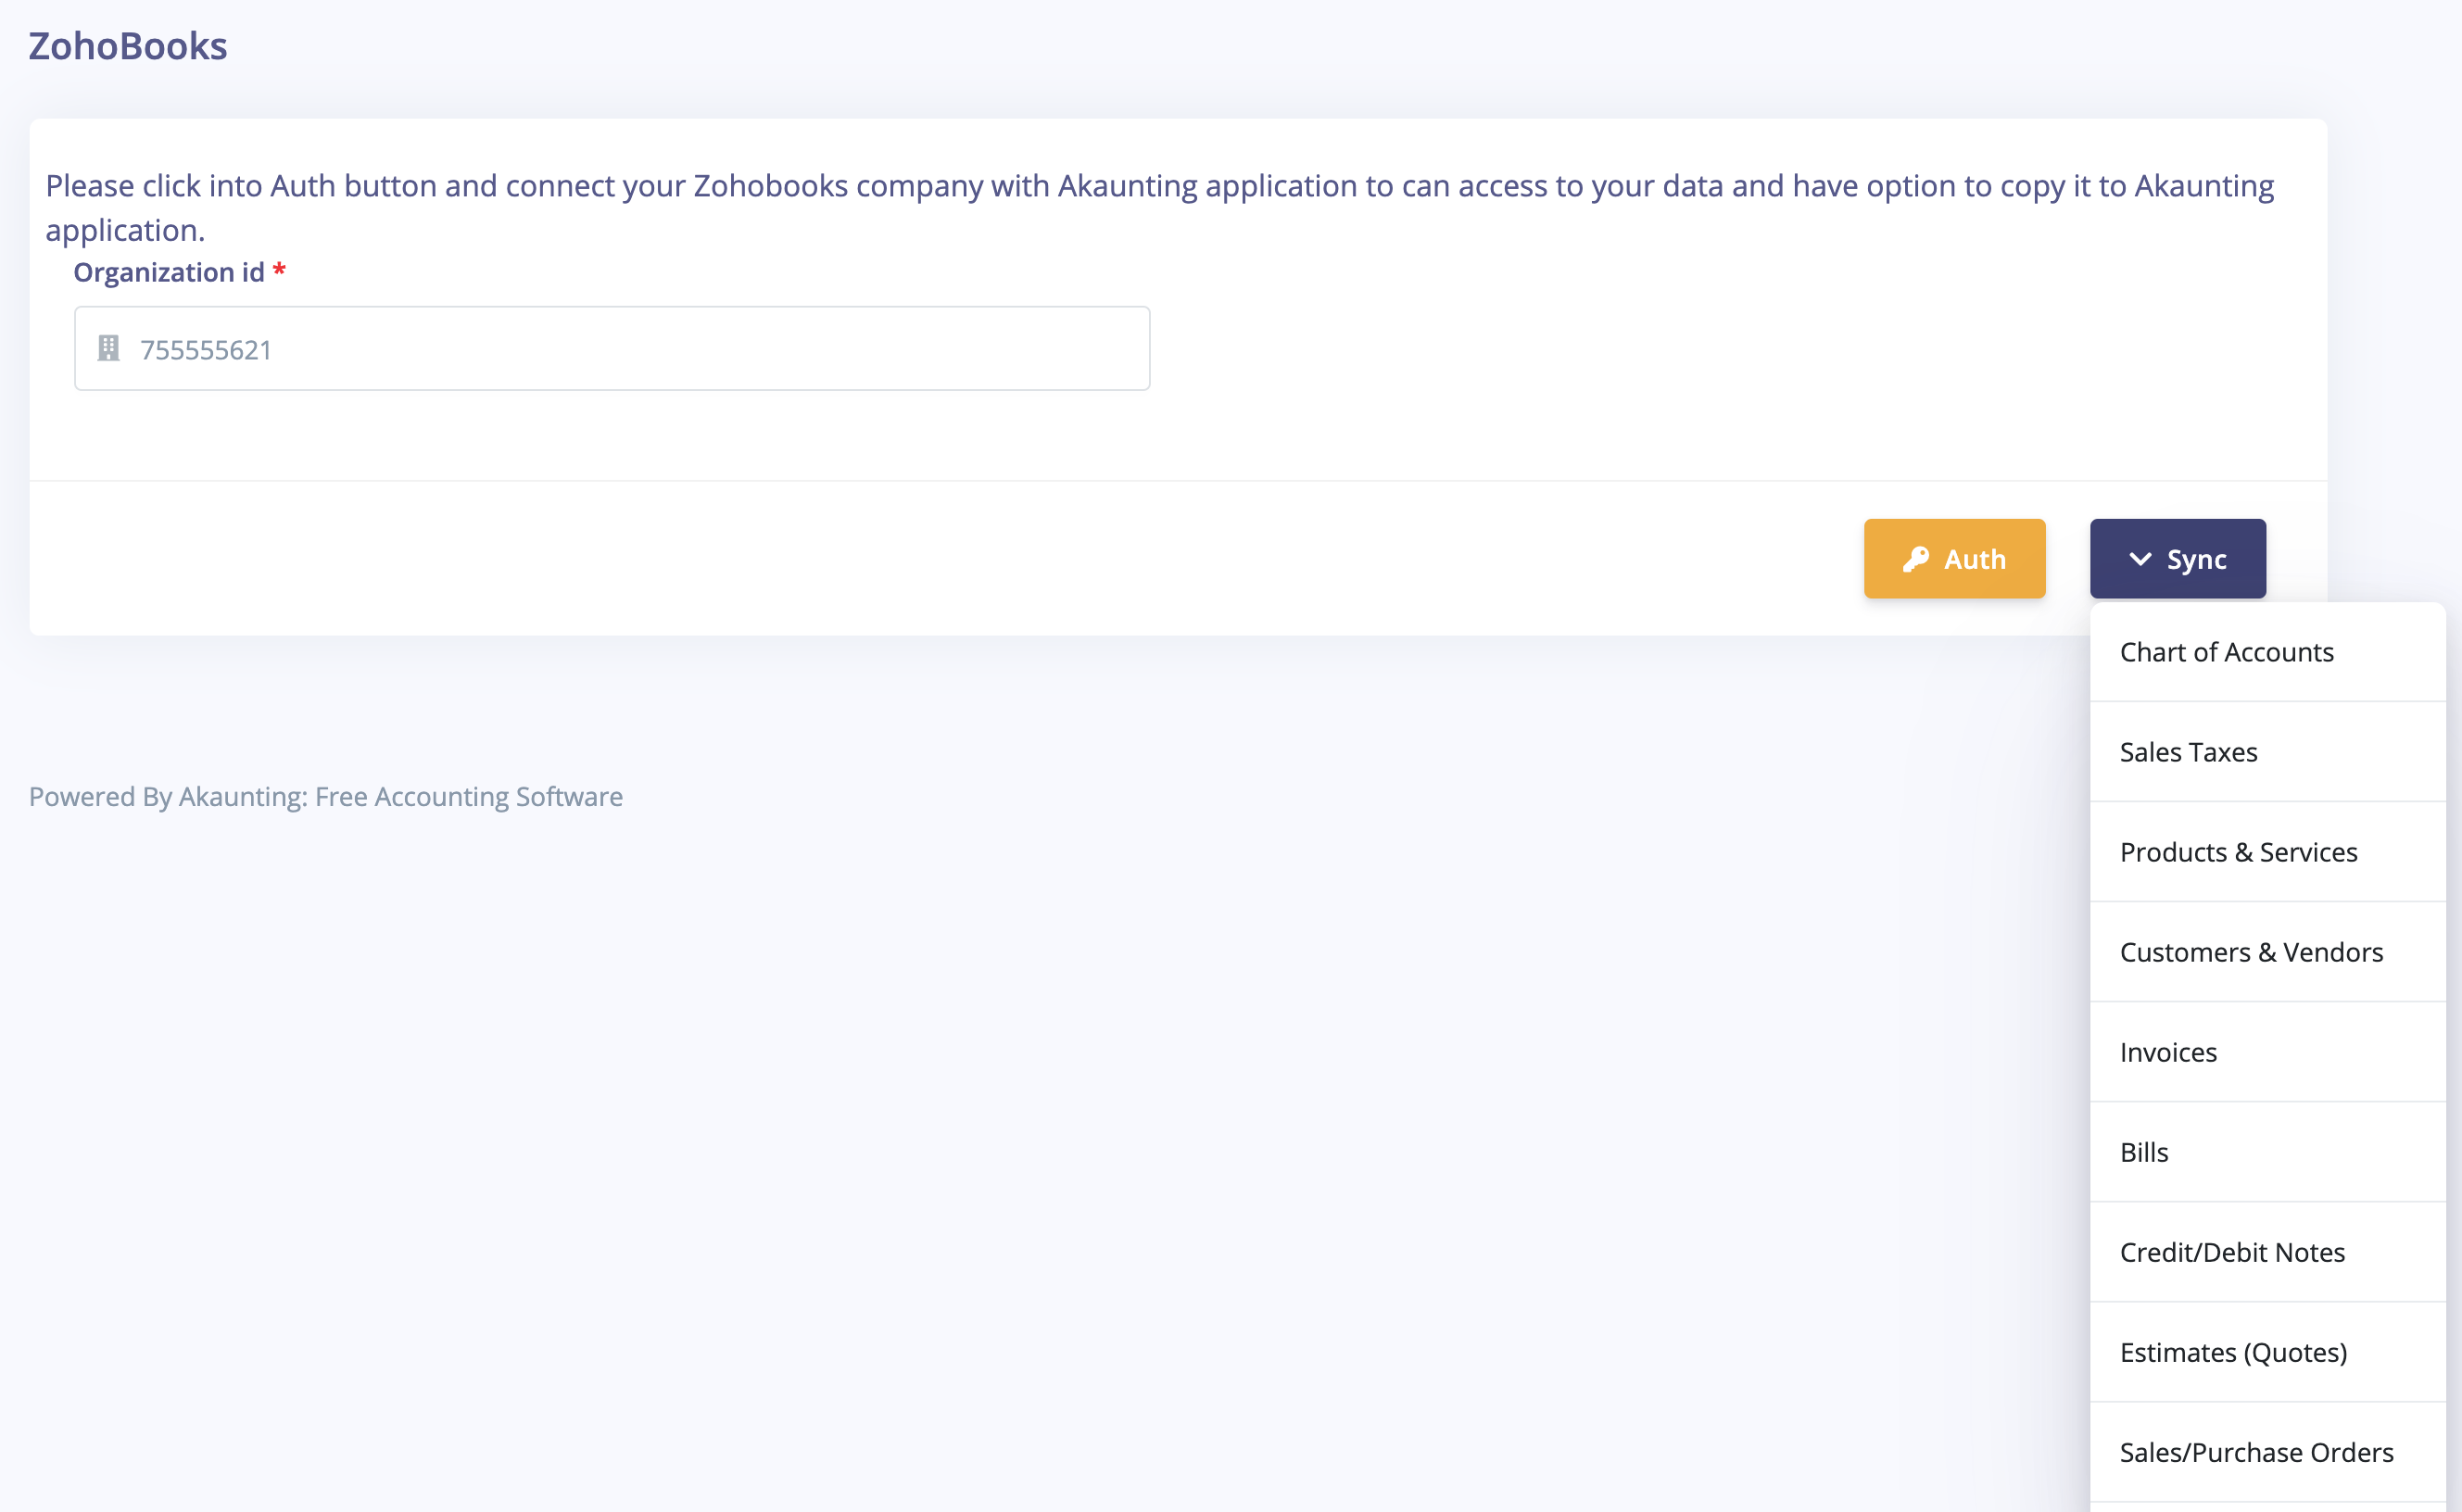 ZohoBooks
Please click into Auth button and connect your Zohobooks company with Akaunting application to can access to your data and have option to copy it to Akaunting
application.
Organization id *
755555621
Auth
Sync
Chart of Accounts
Sales Taxes
Products & Services
Customers & Vendors
Invoices
Bills
Credit/Debit Notes
Estimates (Quotes)
Sales/Purchase Orders
Powered By Akaunting: Free Accounting Software